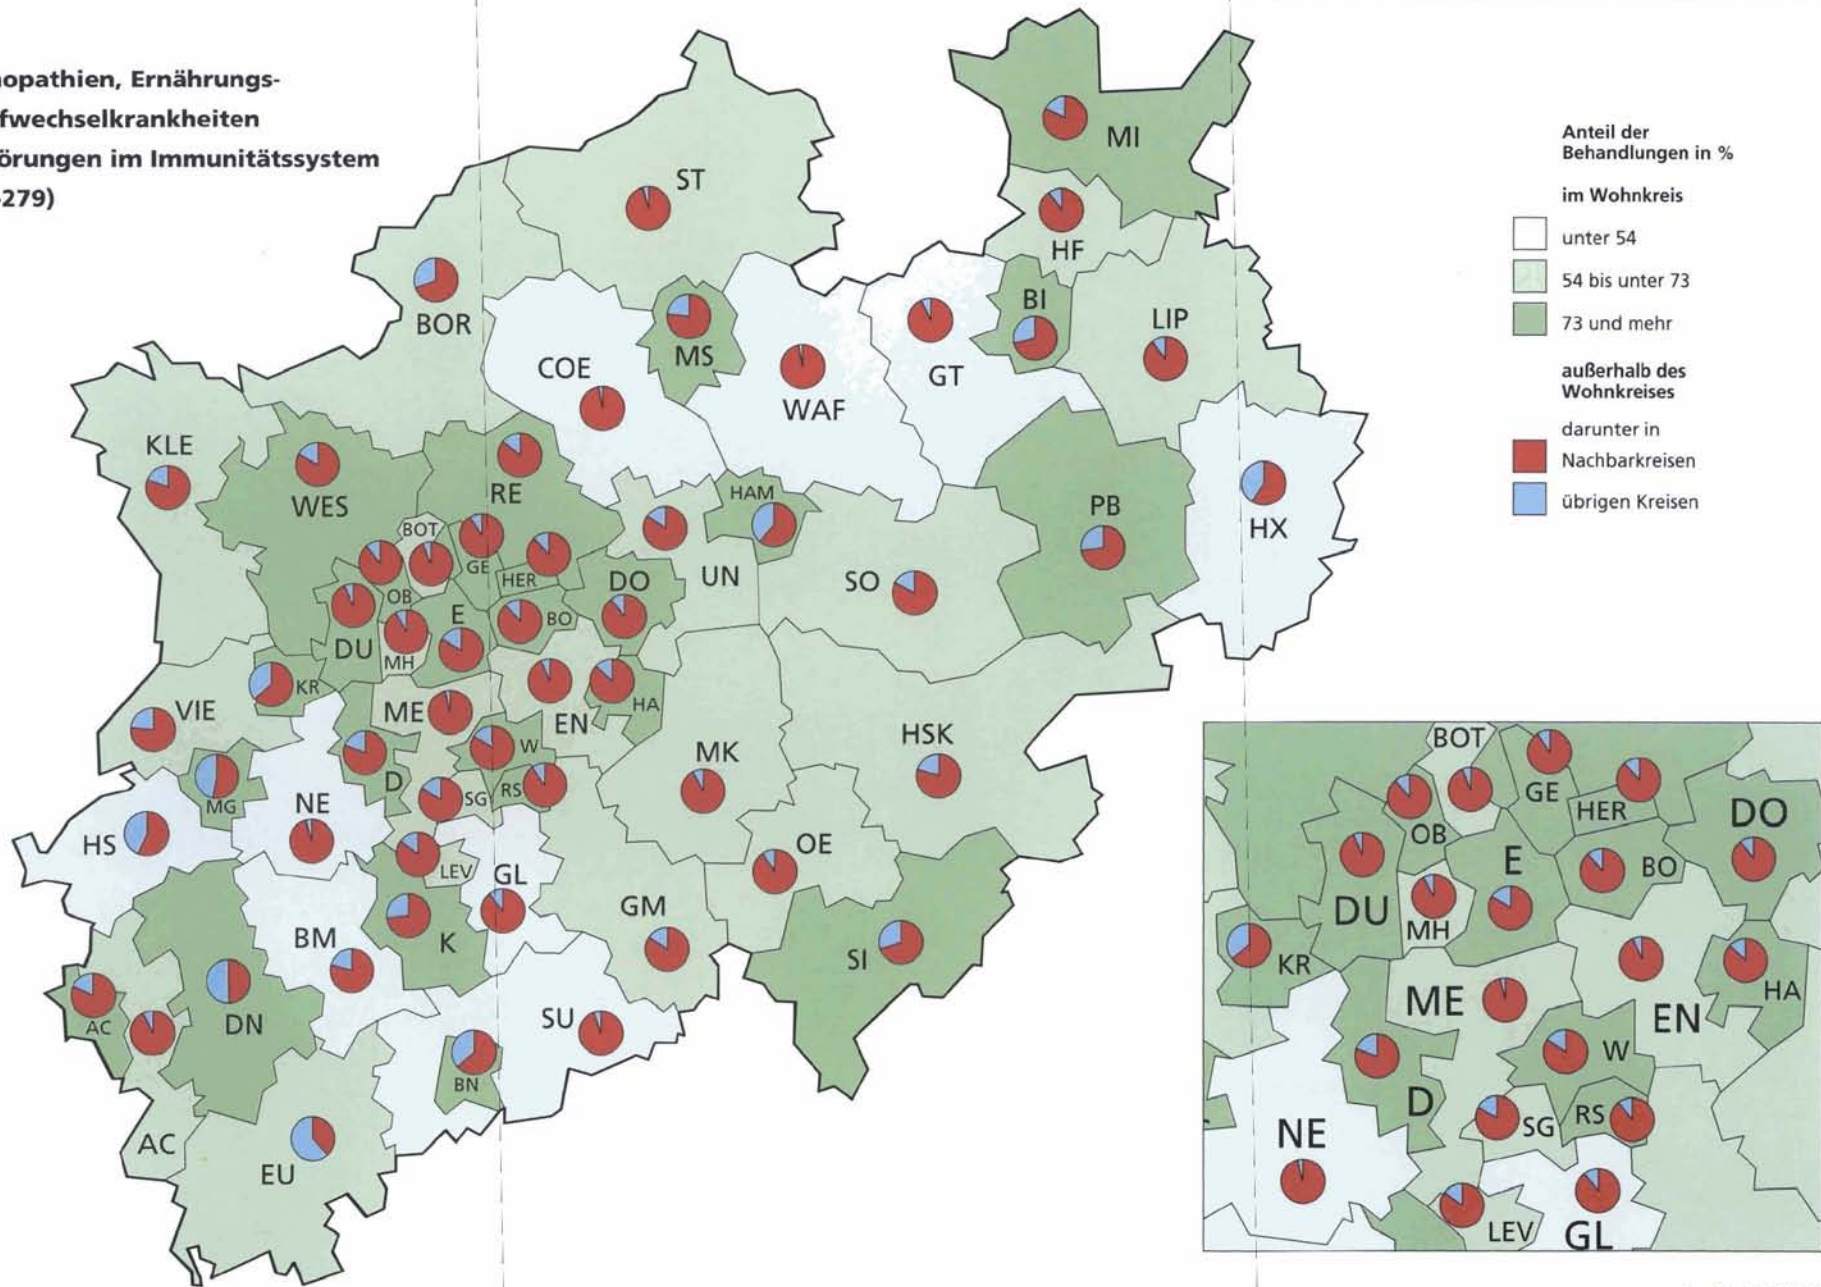 nopathien, Ernährungs-
fwechselkrankheiten
örungen im Immunitätssystem
-279)
Anteil der
Behandlungen in %
im Wohnkreis
unter 54
54 bis unter 73
73 und mehr
außerhalb des
Wohnkreises
darunter in
Nachbarkreisen
übrigen Kreisen
MI
ST
HF
BI
BOR
LIP
MS
COE
GT
WAF
KLE
HAM
RE
WES
PB
HX
BOT
GE
HER
DO
UN
SO
OB
E
BO
DU
MH
KR
HA
VIE
ME
EN
HSK
W
MK
D
RS
SG
MG
NE
HS
OE
LEV
GL
GM
BM
K
SI
AC
DN
SU
BN
AC
EU
BOT
GE
HER
DO
OB
E
BO
DU
MH
KR
HA
ME
EN
W
D
RS
SG
NE
LEV
GL